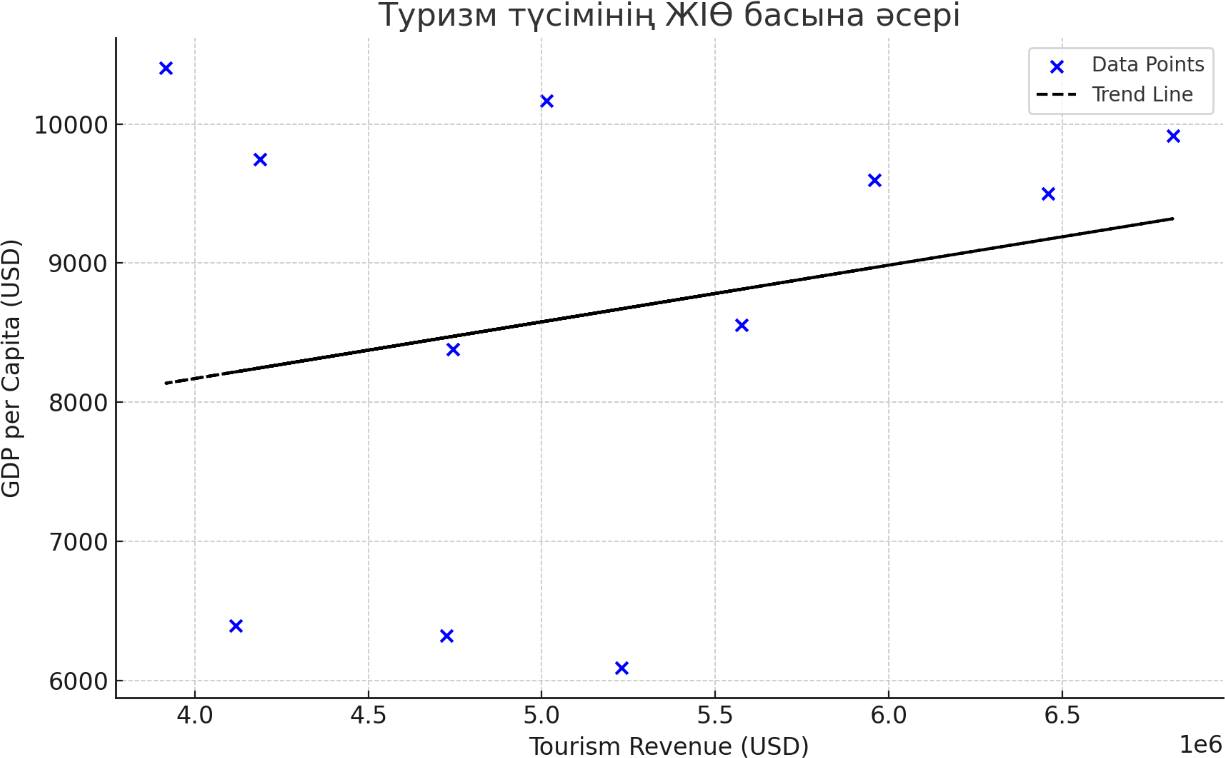 Туризм түсімінің ЖІӨ басына әсері
Data Points
Trend Line
GDP per Capita (USD)
10000
9000
8000
7000
6000
4.0 4.5 5.0 5.5 6.0 6.5
1e6
Tourism Revenue (USD)